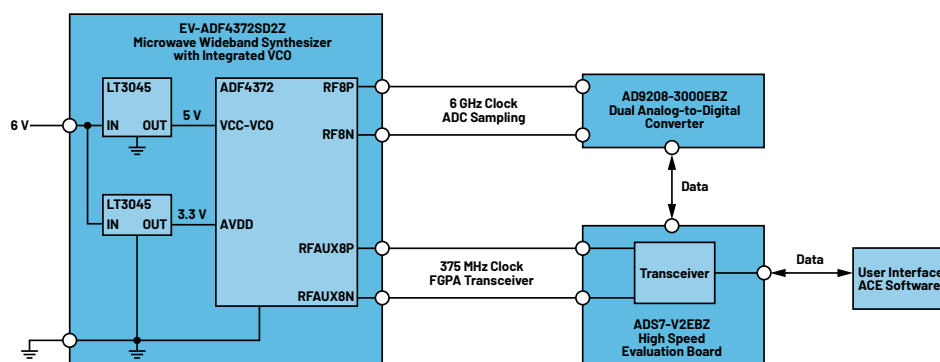 EV-ADF4372SD2Z
Microwave Wideband Synthesizer
with Integrated VCO
LT3045
IN
OUT
6 V
5 V
ADF4372
VCC-VCO
RF8P
RF8N
6 GHz Clock
ADC Sampling
AD9208-3000EBZ
Dual Analog-to-Digital
Converter
Data
LT3045
IN
OUT
3.3 V
AVDD
RFAUX8P
RFAUX8N
375 MHz Clock
FGPA Transceiver
Transceiver
ADS7-V2EBZ
High Speed
Evaluation Board
Data
User Interface
ACE Software